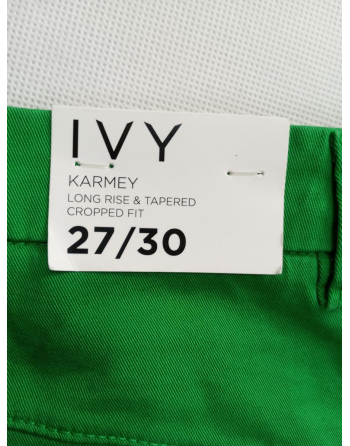 IVY
KARMEY
LONG RISE & TAPERED
CROPPED FIT
27/30